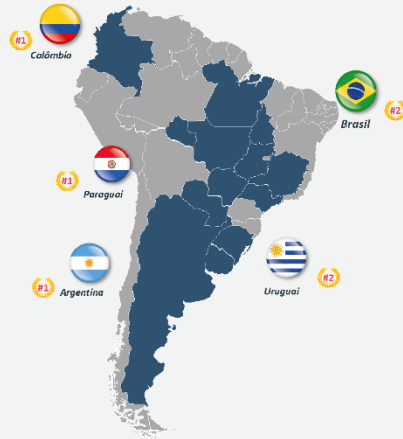 #1
Colômbia
#2
Brasil
#1
Paraguai
#1
Argentina
#2
Uruguai